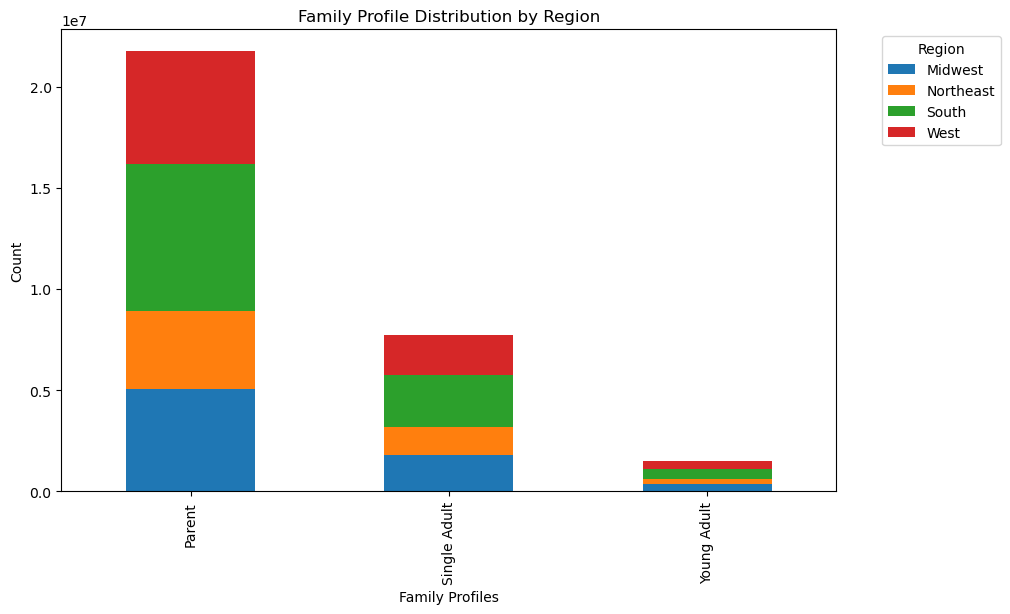 Family Profile Distribution by Region
1e7
2.0
1.5
1.0
0.5
0.0
Count
Parent
Single Adult
Young Adult
Family Profiles
Region
Midwest
Northeast
South
West